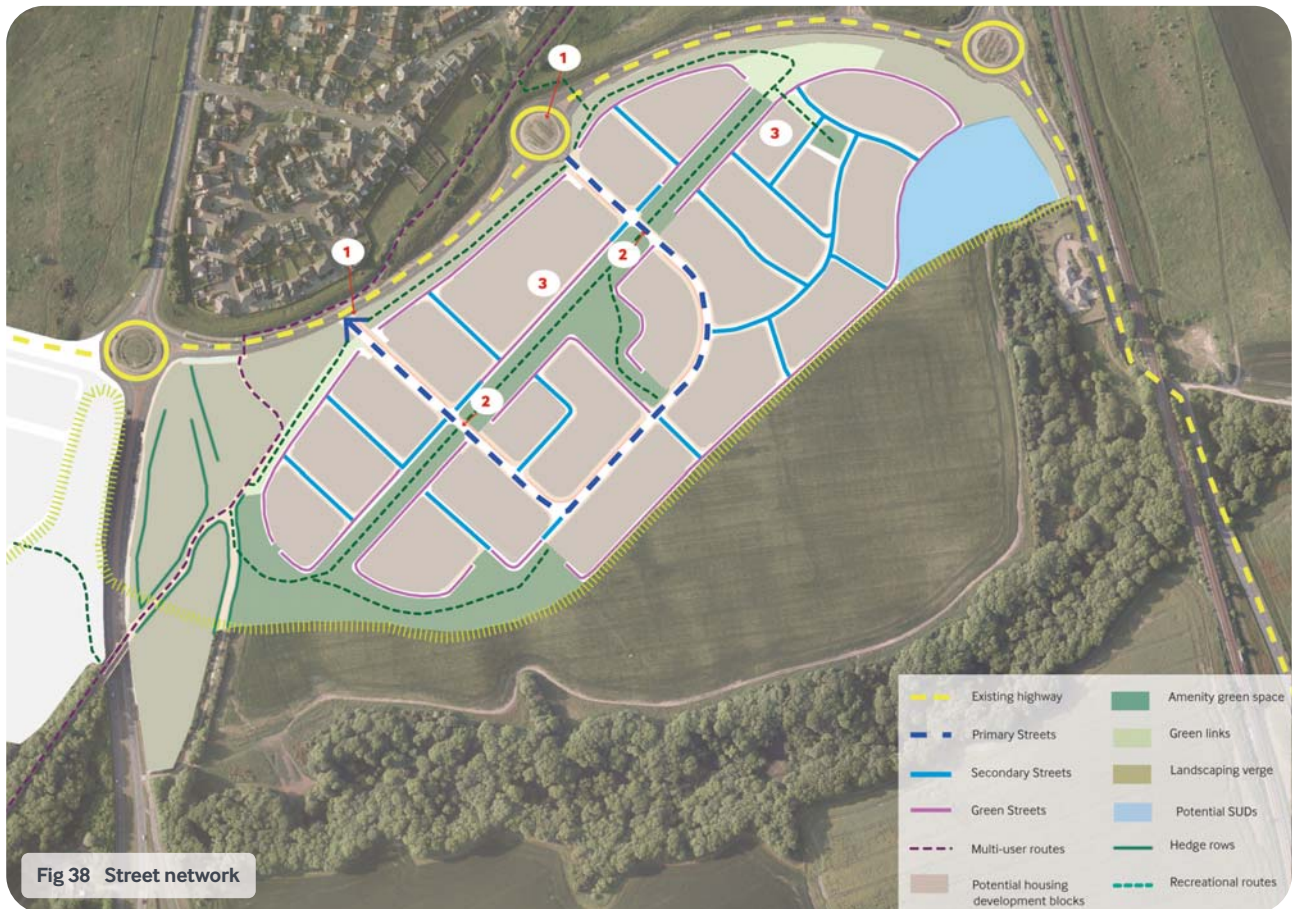 1
1
3
2
3
2
Existing highway
Primary Streets
Secondary Streets
Green Streets
Multi-user routes
Potential housing
development blocks
Amenity green space
Green links
Landscaping verge
Potential SUDs
Hedge rows
Recreational routes
Fig 38 Street network